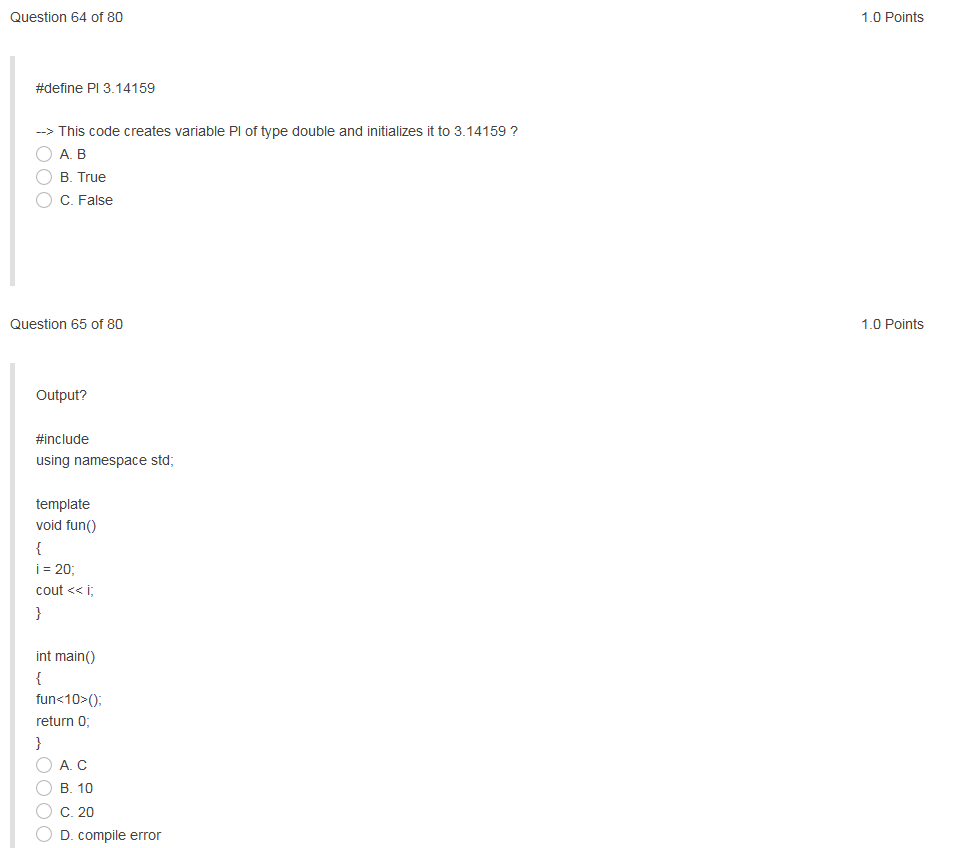 Question 64 of 80
1.0 Points
#define PI 3.14159
--> This code creates variable PI of type double and initializes it to 3.14159 ?
A. B
B. True
C. False
Question 65 of 80
1.0 Points
Output?
#include
using namespace std;
template
void fun()
{
i = 20;
cout << i;
}
int main()
{
fun<10>();
return 0;
}
A. C
B. 10
C. 20
D. compile error